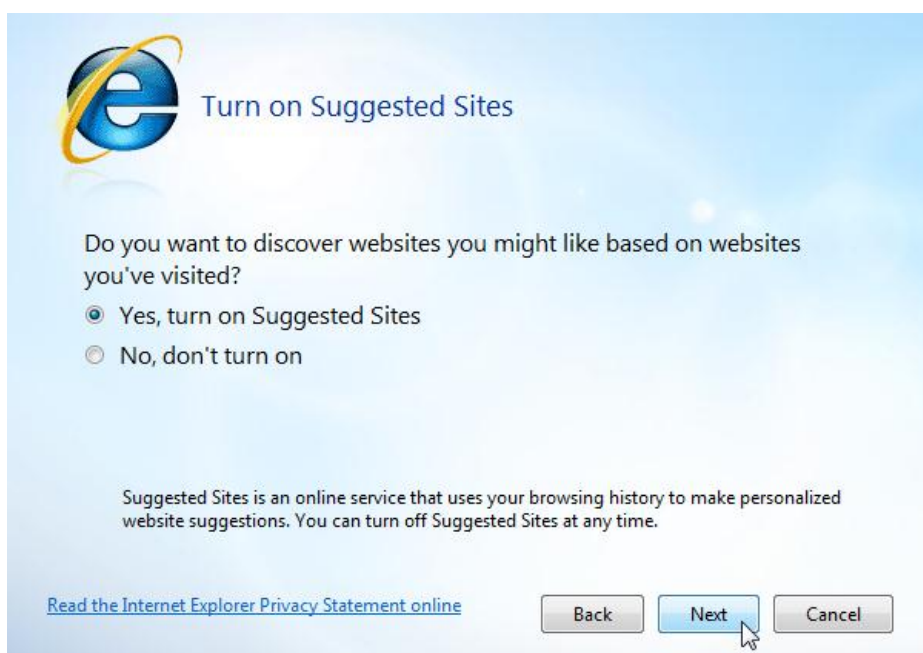 Turn on Suggested Sites
Do you want to discover websites you might like based on websites
you've visited?
Yes, turn on Suggested Sites
No, don't turn on
Suggested Sites is an online service that uses your browsing history to make personalized
website suggestions. You can turn off Suggested Sites at any time.
Read the Internet Explorer Privacy Statement online
Back
Next
Cancel